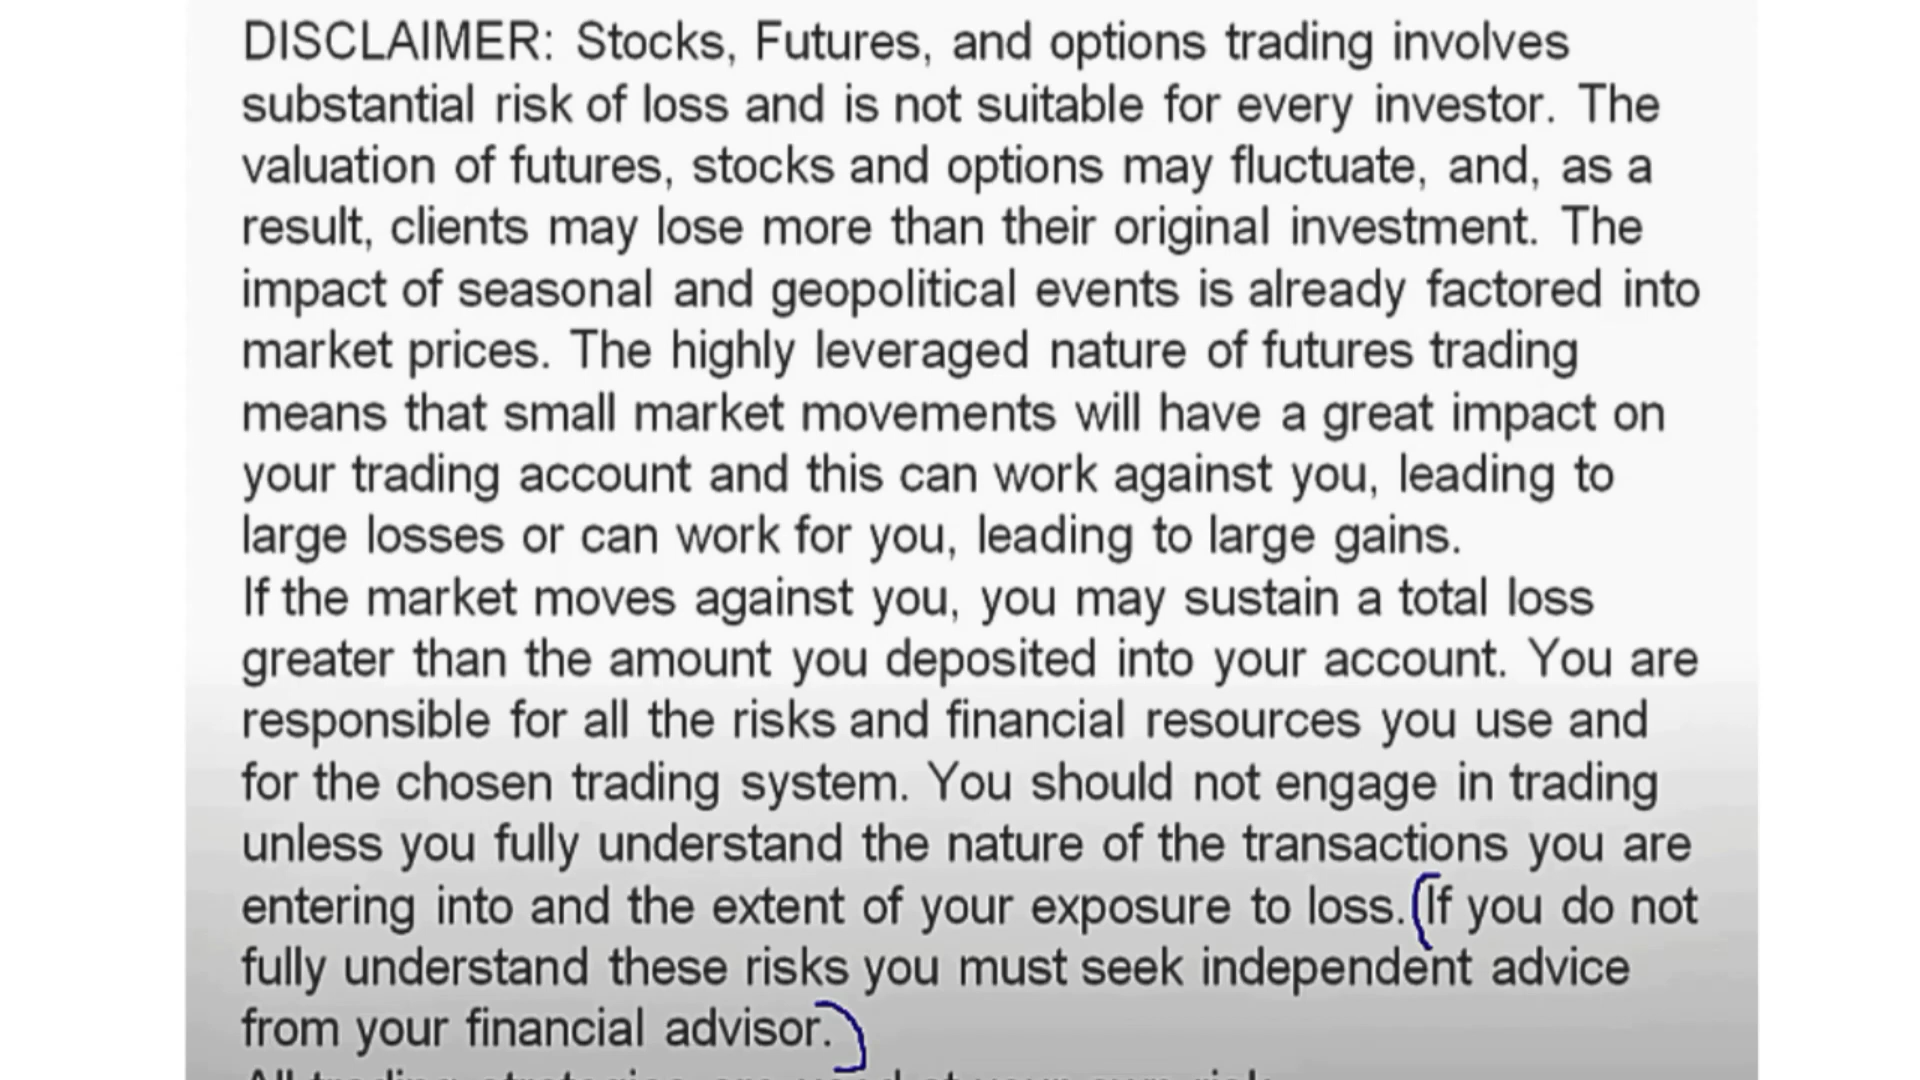 DISCLAIMER: Stocks, Futures, and options trading involves
substantial risk of loss and is not suitable for every investor. The
valuation of futures, stocks and options may fluctuate, and, as a
result, clients may lose more than their original investment. The
impact of seasonal and geopolitical events is already factored into
market prices. The highly leveraged nature of futures trading
means that small market movements will have a great impact on
your trading account and this can work against you, leading to
large losses or can work for you, leading to large gains.
If the market moves against you, you may sustain a total loss
greater than the amount you deposited into your account. You are
responsible for all the risks and financial resources you use and
for the chosen trading system. You should not engage in trading
unless you fully understand the nature of the transactions you are
entering into and the extent of your exposure to loss. (If you do not
fully understand these risks you must seek independent advice
from your financial advisor.)
All trading strategies are used at your own risk